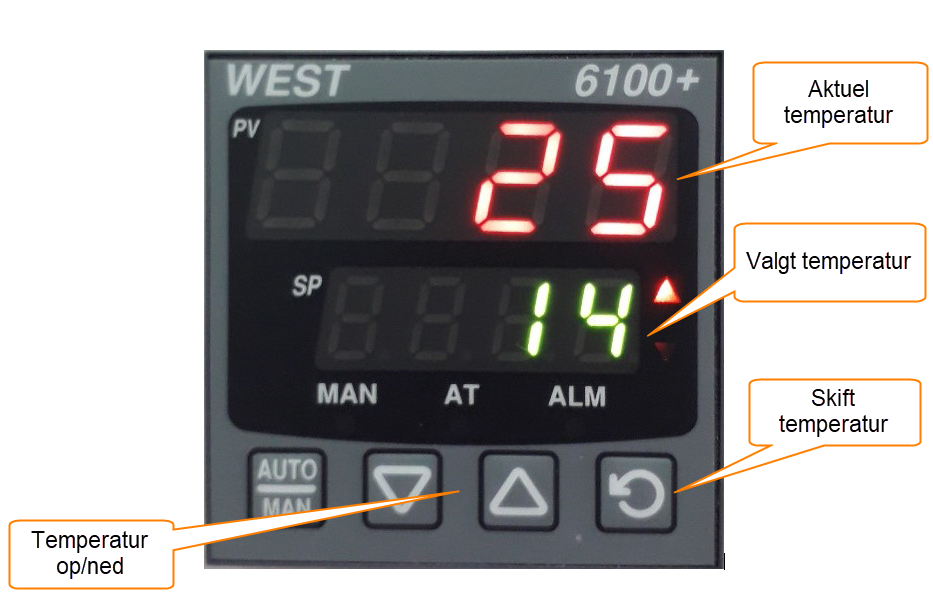 WEST 6100+
Aktuel
temperatur
PV
25
Valgt temperatur
SP
14
MAN AT ALM
Skift
temperatur
AUTO
MAN
Temperatur
op/ned